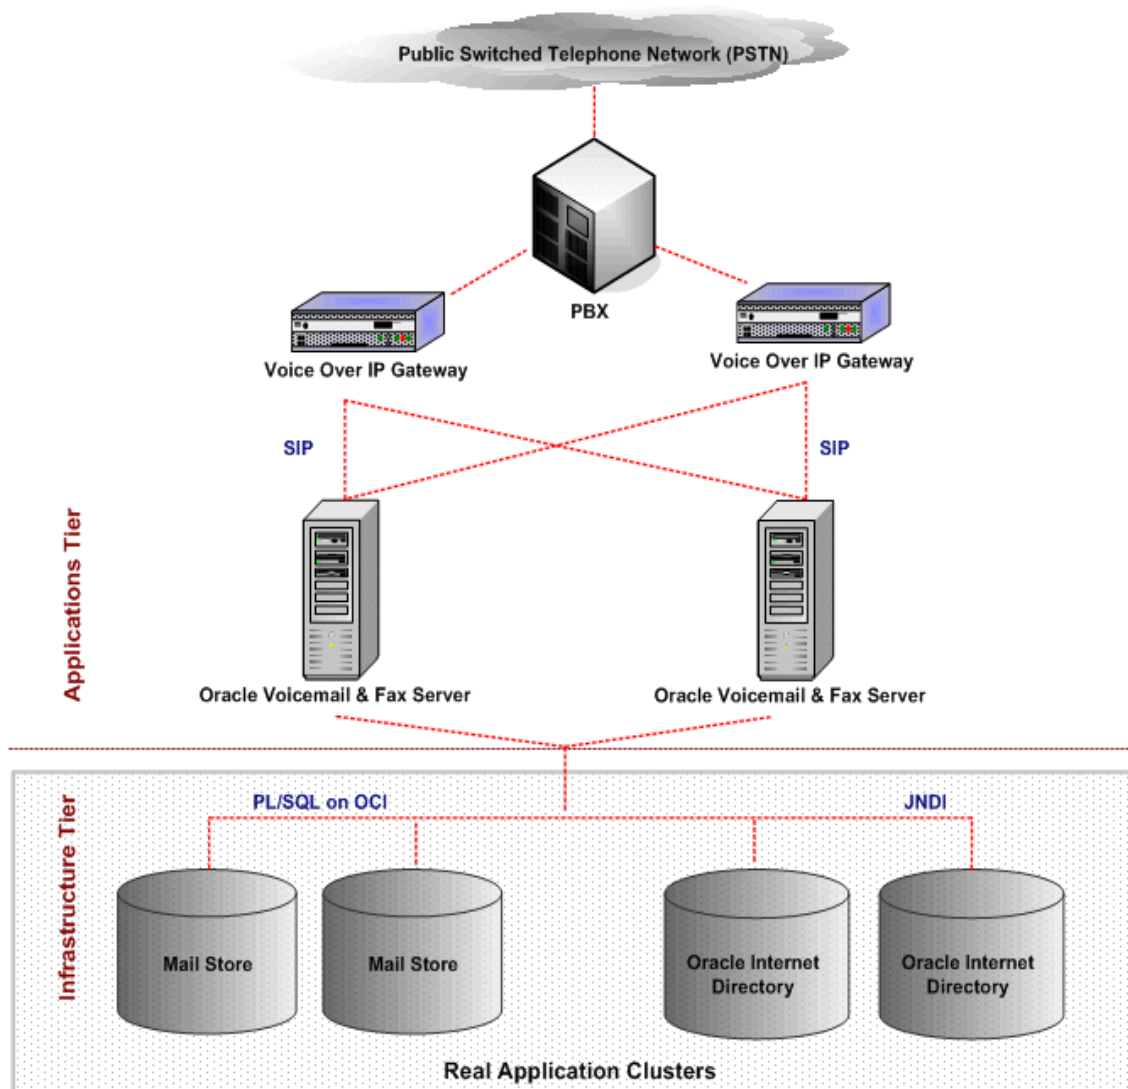 Public Switched Telephone Network (PSTN)
PBX
Voice Over IP Gateway
Voice Over IP Gateway
SIP
SIP
Applications Tier
Oracle Voicemail & Fax Server
Oracle Voicemail & Fax Server
Infrastructure Tier
PL/SQL on OCI
JNDI
Mail Store
Mail Store
Oracle Internet
Directory
Oracle Internet
Directory
Real Application Clusters